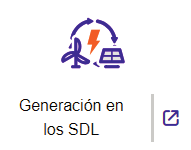 Generación en
los SDL